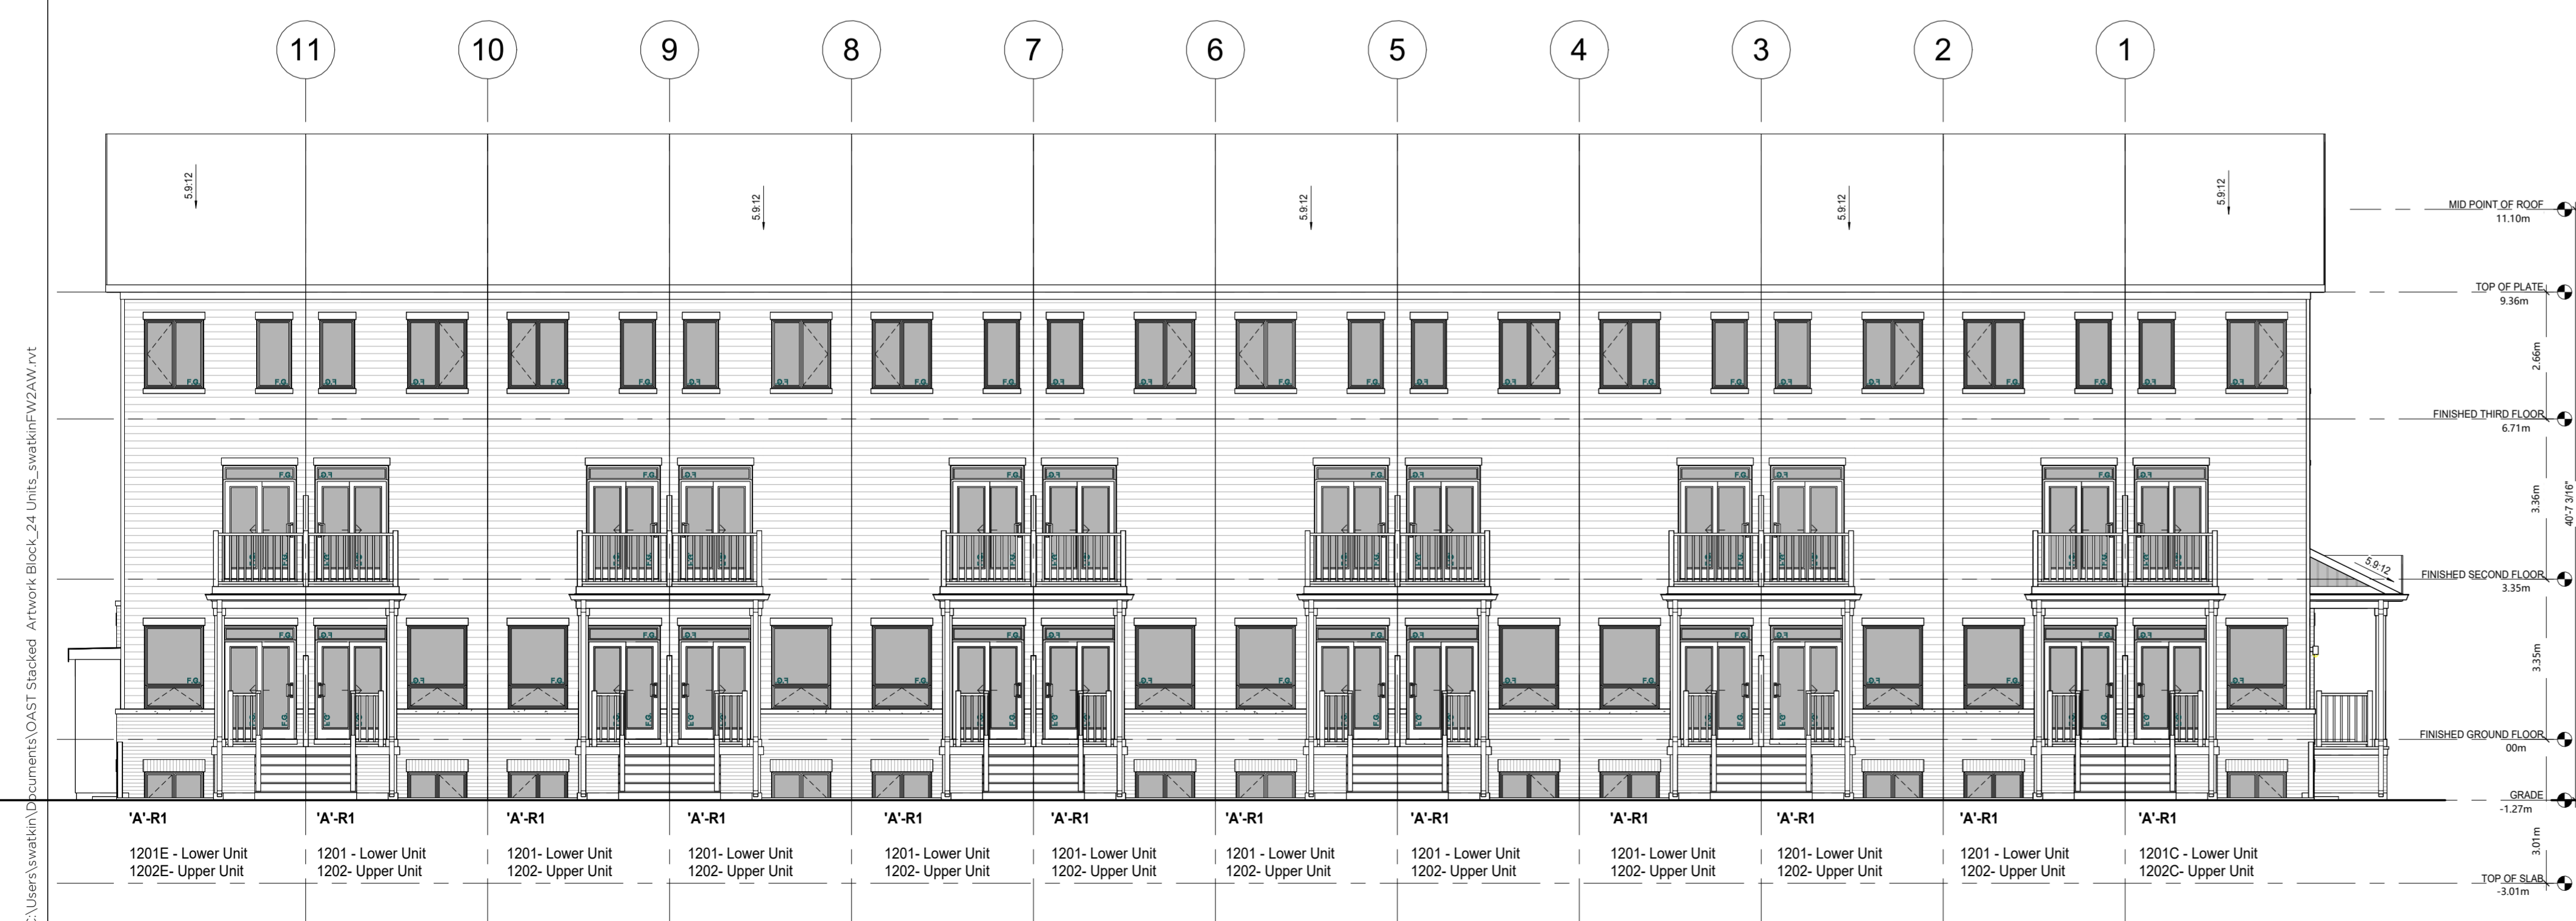 11 10 9 8 7 6 5 4 3 2 1
5.9:12 5.9:12 5.9:12 5.9:12 5.9:12
MID POINT OF ROOF
11.10m
TOP OF PLATE
9.36m
F.G. F.G. F.G. F.G. F.G. F.G. F.G. F.G. F.G. F.G. F.G. F.G. F.G. F.G. F.G. F.G. F.G. F.G. F.G. F.G. F.G. F.G. F.G. F.G.
2.66m
FINISHED THIRD FLOOR
6.71m
F.G. F.G. F.G. F.G. F.G. F.G. F.G. F.G. F.G. F.G. F.G. F.G.
3.36m
40'-7 3/16"
5.9:12
FINISHED SECOND FLOOR
3.35m
F.G. F.G. F.G. F.G. F.G. F.G. F.G. F.G. F.G. F.G. F.G. F.G.
3.35m
F.G. F.G. F.G. F.G. F.G. F.G. F.G. F.G. F.G. F.G. F.G. F.G.
FINISHED GROUND FLOOR
00m
GRADE
-1.27m
'A'-R1 'A'-R1 'A'-R1 'A'-R1 'A'-R1 'A'-R1 'A'-R1 'A'-R1 'A'-R1 'A'-R1 'A'-R1 'A'-R1
1201E - Lower Unit 1201 - Lower Unit 1201- Lower Unit 1201- Lower Unit 1201- Lower Unit 1201- Lower Unit 1201 - Lower Unit 1201 - Lower Unit 1201- Lower Unit 1201- Lower Unit 1201 - Lower Unit 1201C - Lower Unit
1202E- Upper Unit 1202- Upper Unit 1202- Upper Unit 1202- Upper Unit 1202- Upper Unit 1202- Upper Unit 1202- Upper Unit 1202- Upper Unit 1202- Upper Unit 1202- Upper Unit 1202- Upper Unit 1202C- Upper Unit
3.01m
TOP OF SLAB
-3.01m
:\Users\swatkin\Documents\OAST Stacked Artwork Block_24 Units_swatkinFW2AW.rvt